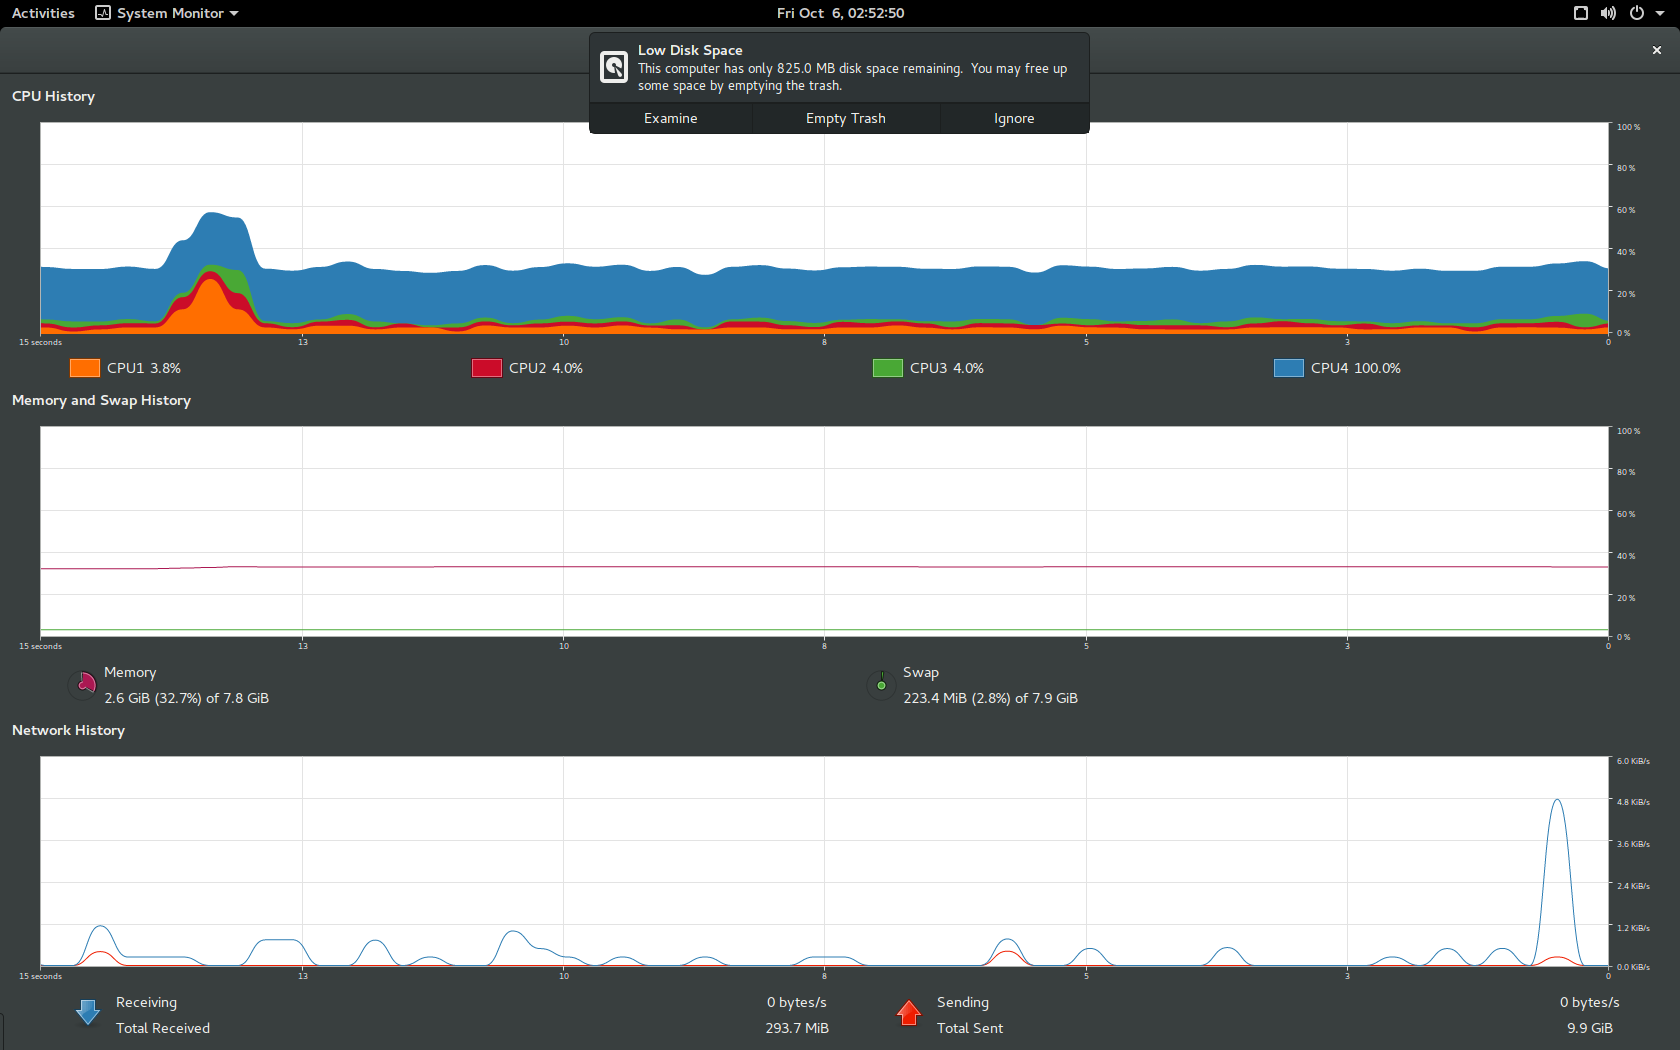 Activities
System Monitor
Fri Oct 6, 02:52:50
Low Disk Space
This computer has only 825.0 MB disk space remaining. You may free up
some space by emptying the trash.
Examine
Empty Trash
Ignore
CPU History
100 %
80 %
60 %
40 %
20 %
0 %
15 seconds
13
10
8
5
3
0
CPU1 3.8%
CPU2 4.0%
CPU3 4.0%
CPU4 100.0%
Memory and Swap History
100 %
80 %
60 %
40 %
20 %
0 %
15 seconds
13
10
8
5
3
0
Memory
2.6 GiB (32.7%) of 7.8 GiB
Swap
223.4 MiB (2.8%) of 7.9 GiB
Network History
6.0 KiB/s
4.8 KiB/s
3.6 KiB/s
2.4 KiB/s
1.2 KiB/s
0.0 KiB/s
15 seconds
13
10
8
5
3
0
Receiving
0 bytes/s
Total Received
293.7 MiB
Sending
0 bytes/s
Total Sent
9.9 GiB